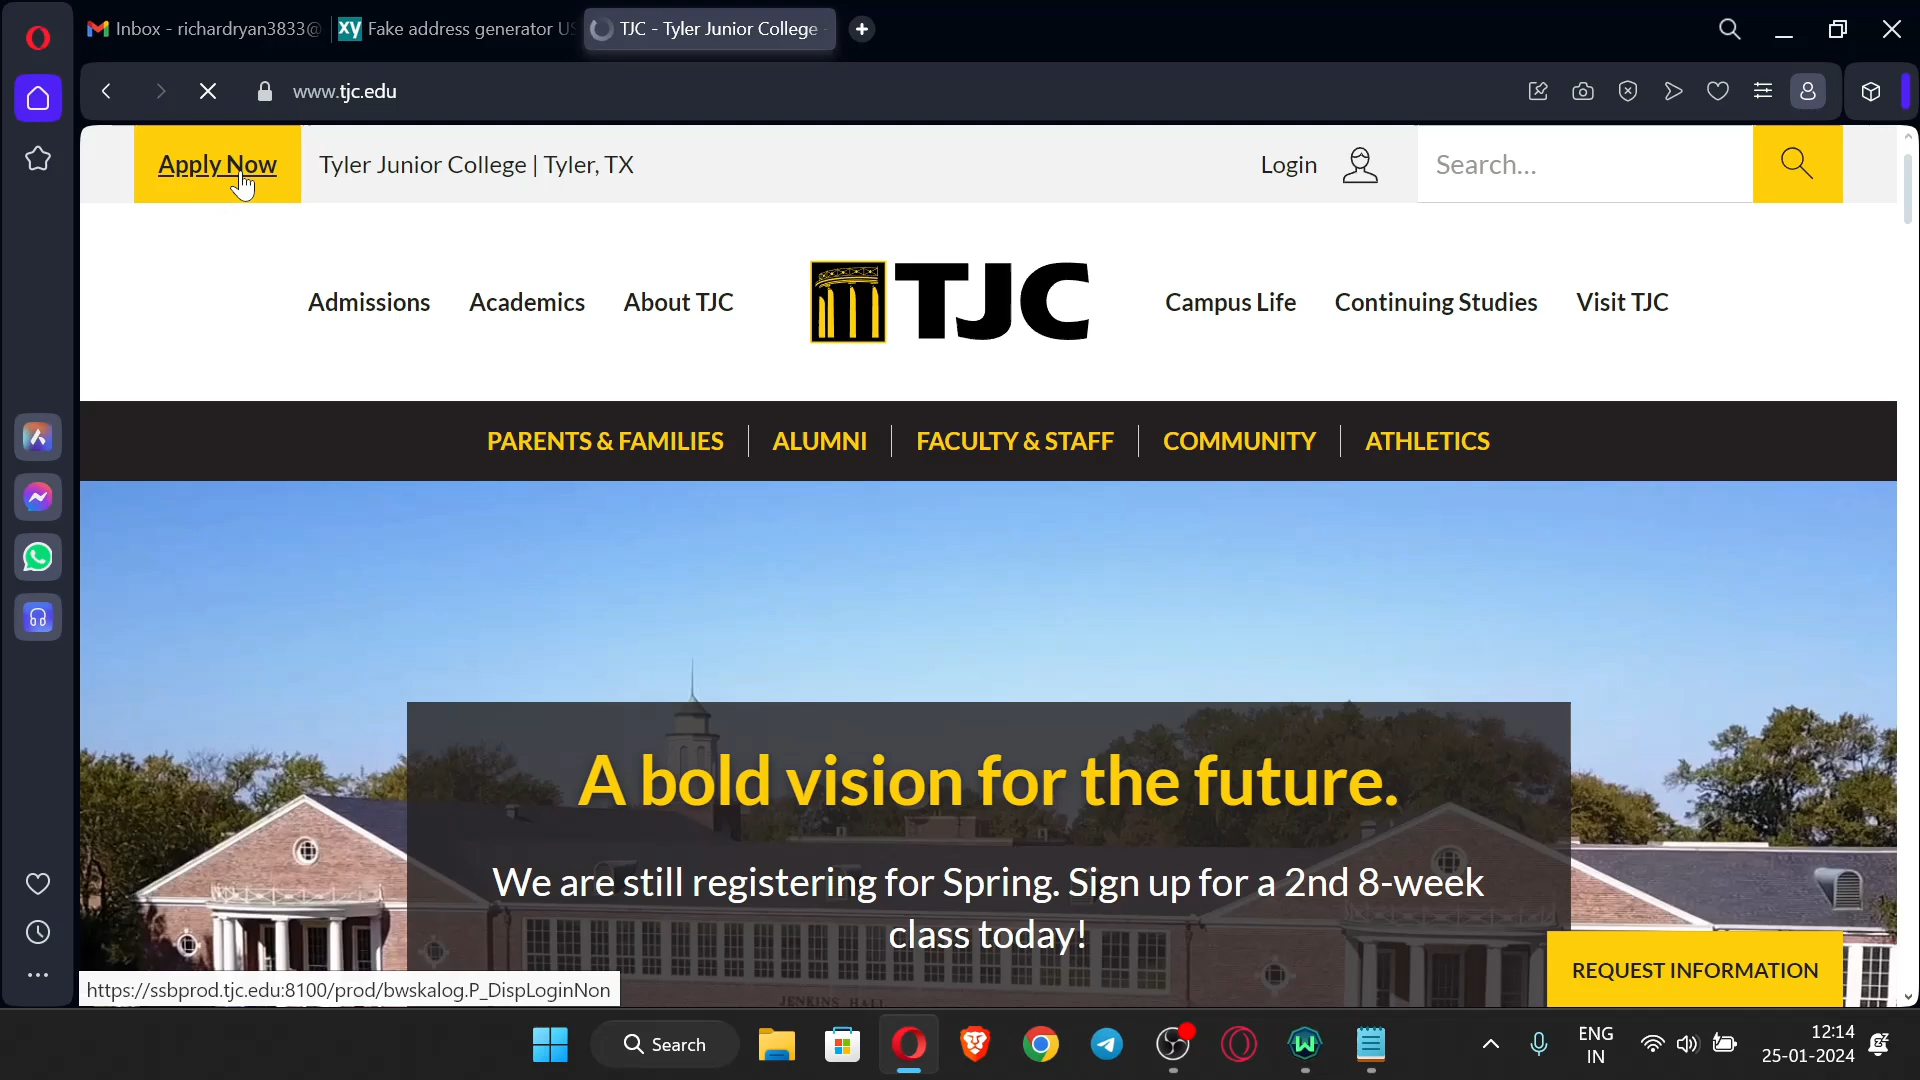 Inbox - richardryan3833@
Fake address generator US
TJC - Tyler Junior College
www.tjc.edu
Apply Now
Tyler Junior College | Tyler, TX
Login
Search...
Admissions
Academics
About TJC
TJC
Campus Life
Continuing Studies
Visit TJC
PARENTS & FAMILIES
ALUMNI
FACULTY & STAFF
COMMUNITY
ATHLETICS
A bold vision for the future.
We are still registering for Spring. Sign up for a 2nd 8-week
class today!
REQUEST INFORMATION
https://ssbprod.tjc.edu:8100/prod/bwskalog.P_DispLoginNon
JENKINS HALL
Search
ENG
IN
12:14
25-01-2024